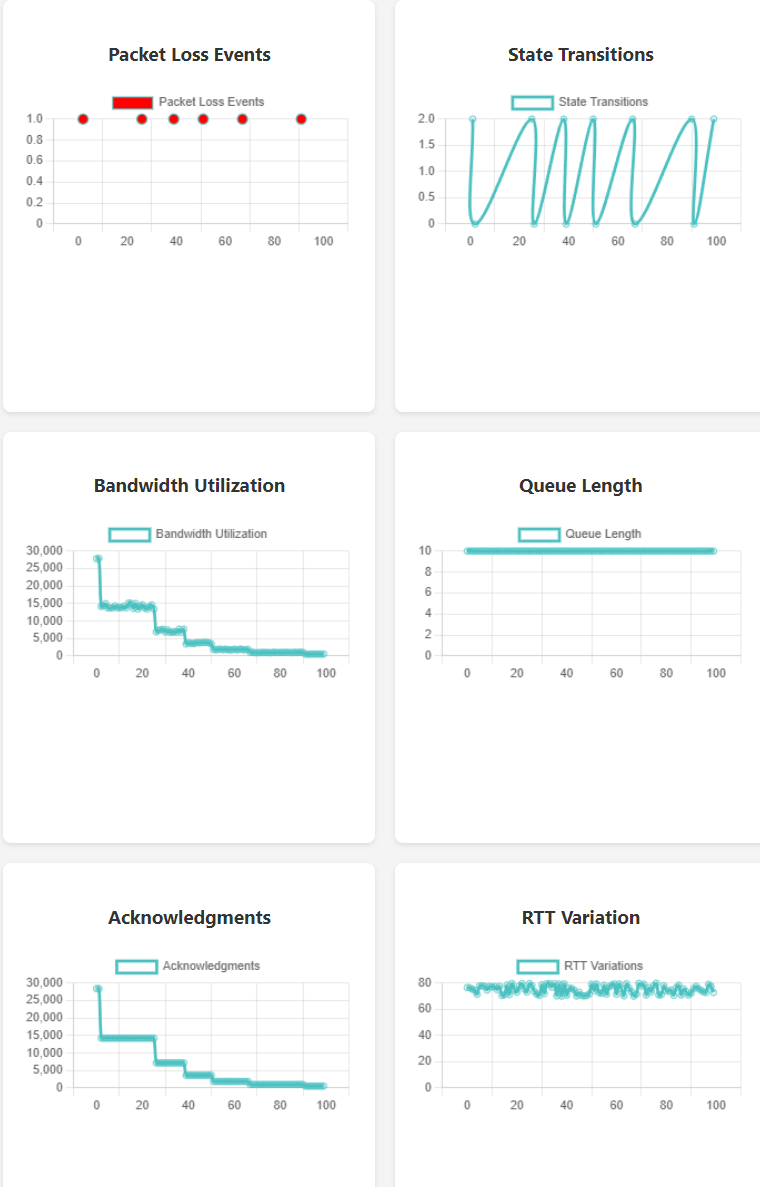 Packet Loss Events
Packet Loss Events
1.0
0.8
0.6
0.4
0.2
0
0 20 40 60 80 100
State Transitions
State Transitions
2.0
1.5
1.0
0.5
0
0 20 40 60 80 100
Bandwidth Utilization
Bandwidth Utilization
30,000
25,000
20,000
15,000
10,000
5,000
0
0 20 40 60 80 100
Queue Length
Queue Length
10
8
6
4
2
0
0 20 40 60 80 100
Acknowledgments
Acknowledgments
30,000
25,000
20,000
15,000
10,000
5,000
0
0 20 40 60 80 100
RTT Variation
RTT Variations
80
60
40
20
0
0 20 40 60 80 100